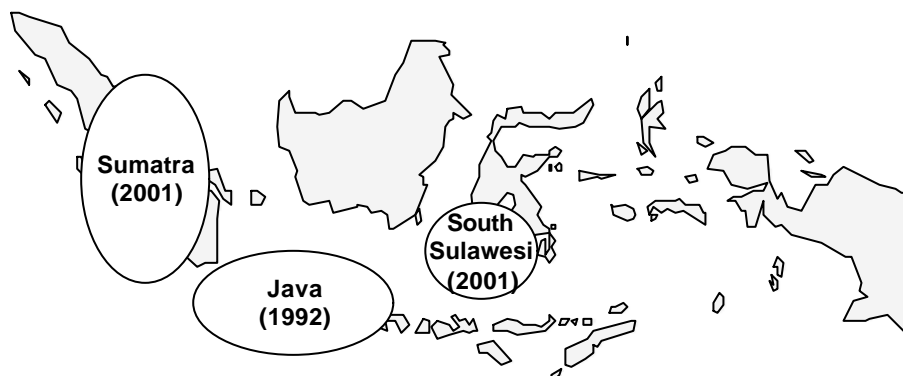 Sumatra
(2001)
South
Sulawesi
(2001)
Java
(1992)